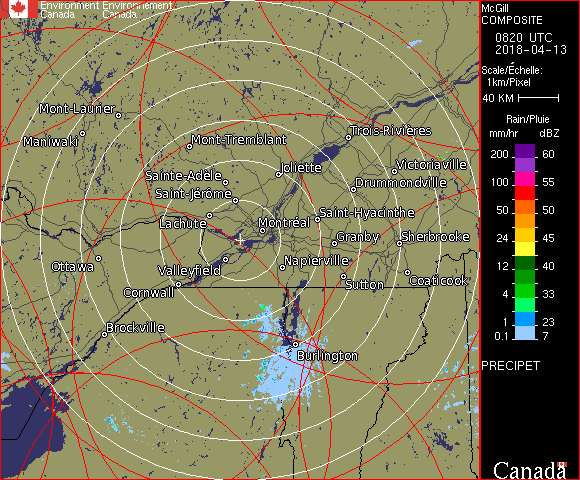 Environment Environnement
Canada Canada
McGill
COMPOSITE
0820 UTC
2018-04-13
Scale/Échelle:
1km/Pixel
40 KM
Rain/Pluie
mm/hr dBZ
200 60
100 55
50 50
24 45
12 40
4 33
1 23
0.1 7
PRECIPET
Canada
Mont-Laurier
Maniwaki
Mont-Tremblant
Trois-Rivières
Joliette
Victoriaville
Sainte-Adèle
Drummondville
Saint-Jérôme
Saint-Hyacinthe
Lachute
Montréal
Granby
Sherbrooke
Ottawa
Valleyfield
Napierville
Cornwall
Sutton
Coaticook
Brockville
Burlington